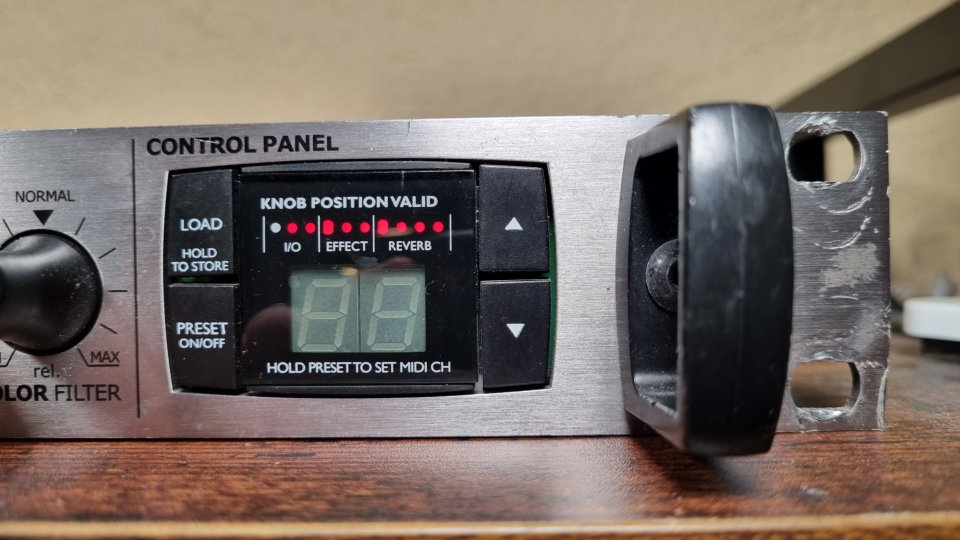 CONTROL PANEL
NORMAL
MAX
rel.
OLOR FILTER
LOAD
HOLD
TO STORE
PRESET
ON/OFF
KNOB POSITION VALID
I/O EFFECT REVERB
HOLD PRESET TO SET MIDI CH